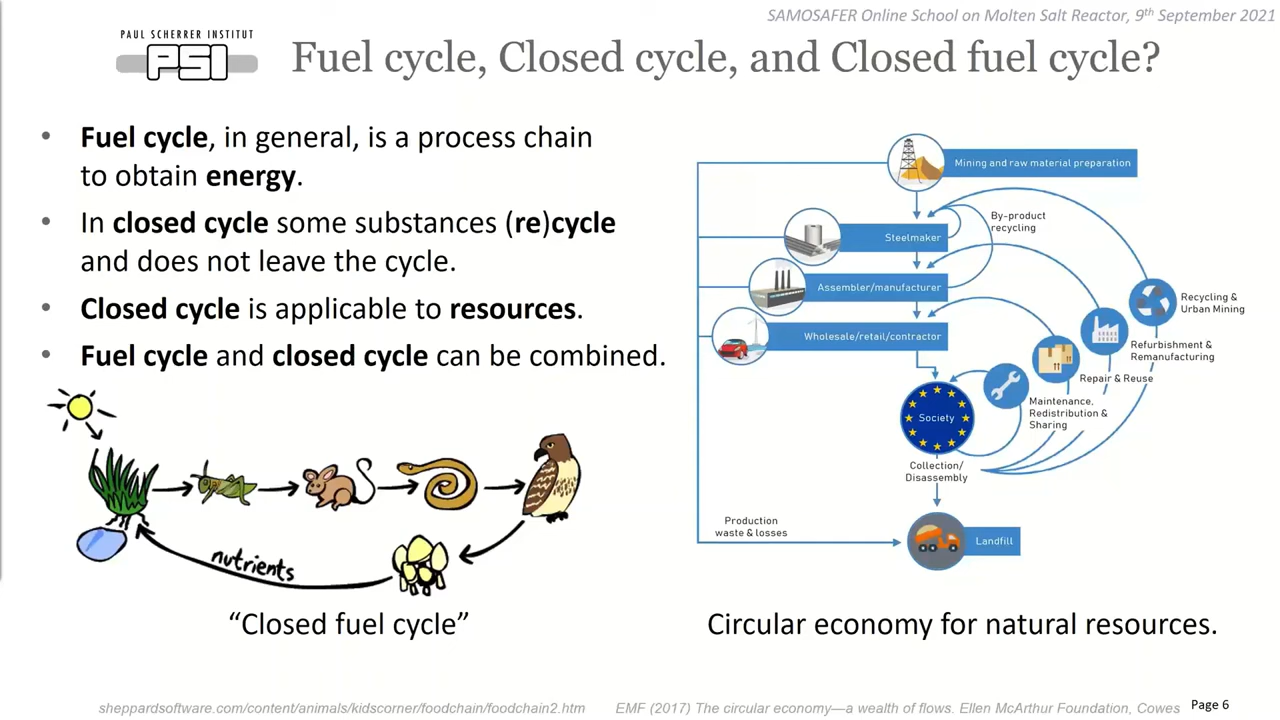 SAMOSAFER Online School on Molten Salt Reactor, 9th September 2021
PAUL SCHERRER INSTITUT
PSI
Fuel cycle, Closed cycle, and Closed fuel cycle?
• Fuel cycle, in general, is a process chain
to obtain energy.
• In closed cycle some substances (re)cycle
and does not leave the cycle.
• Closed cycle is applicable to resources.
• Fuel cycle and closed cycle can be combined.
nutrients
“Closed fuel cycle”
Mining and raw material preparation
By-product
recycling
Steelmaker
Assembler/manufacturer
Wholesale/retail/contractor
Recycling &
Urban Mining
Refurbishment &
Remanufacturing
Repair & Reuse
Maintenance,
Redistribution &
Sharing
Society
Collection/
Disassembly
Production
waste & losses
Landfill
Circular economy for natural resources.
sheppardsoftware.com/content/animals/kidscorner/foodchain/foodchain2.htm
EMF (2017) The circular economy—a wealth of flows. Ellen McArthur Foundation, Cowes
Page 6